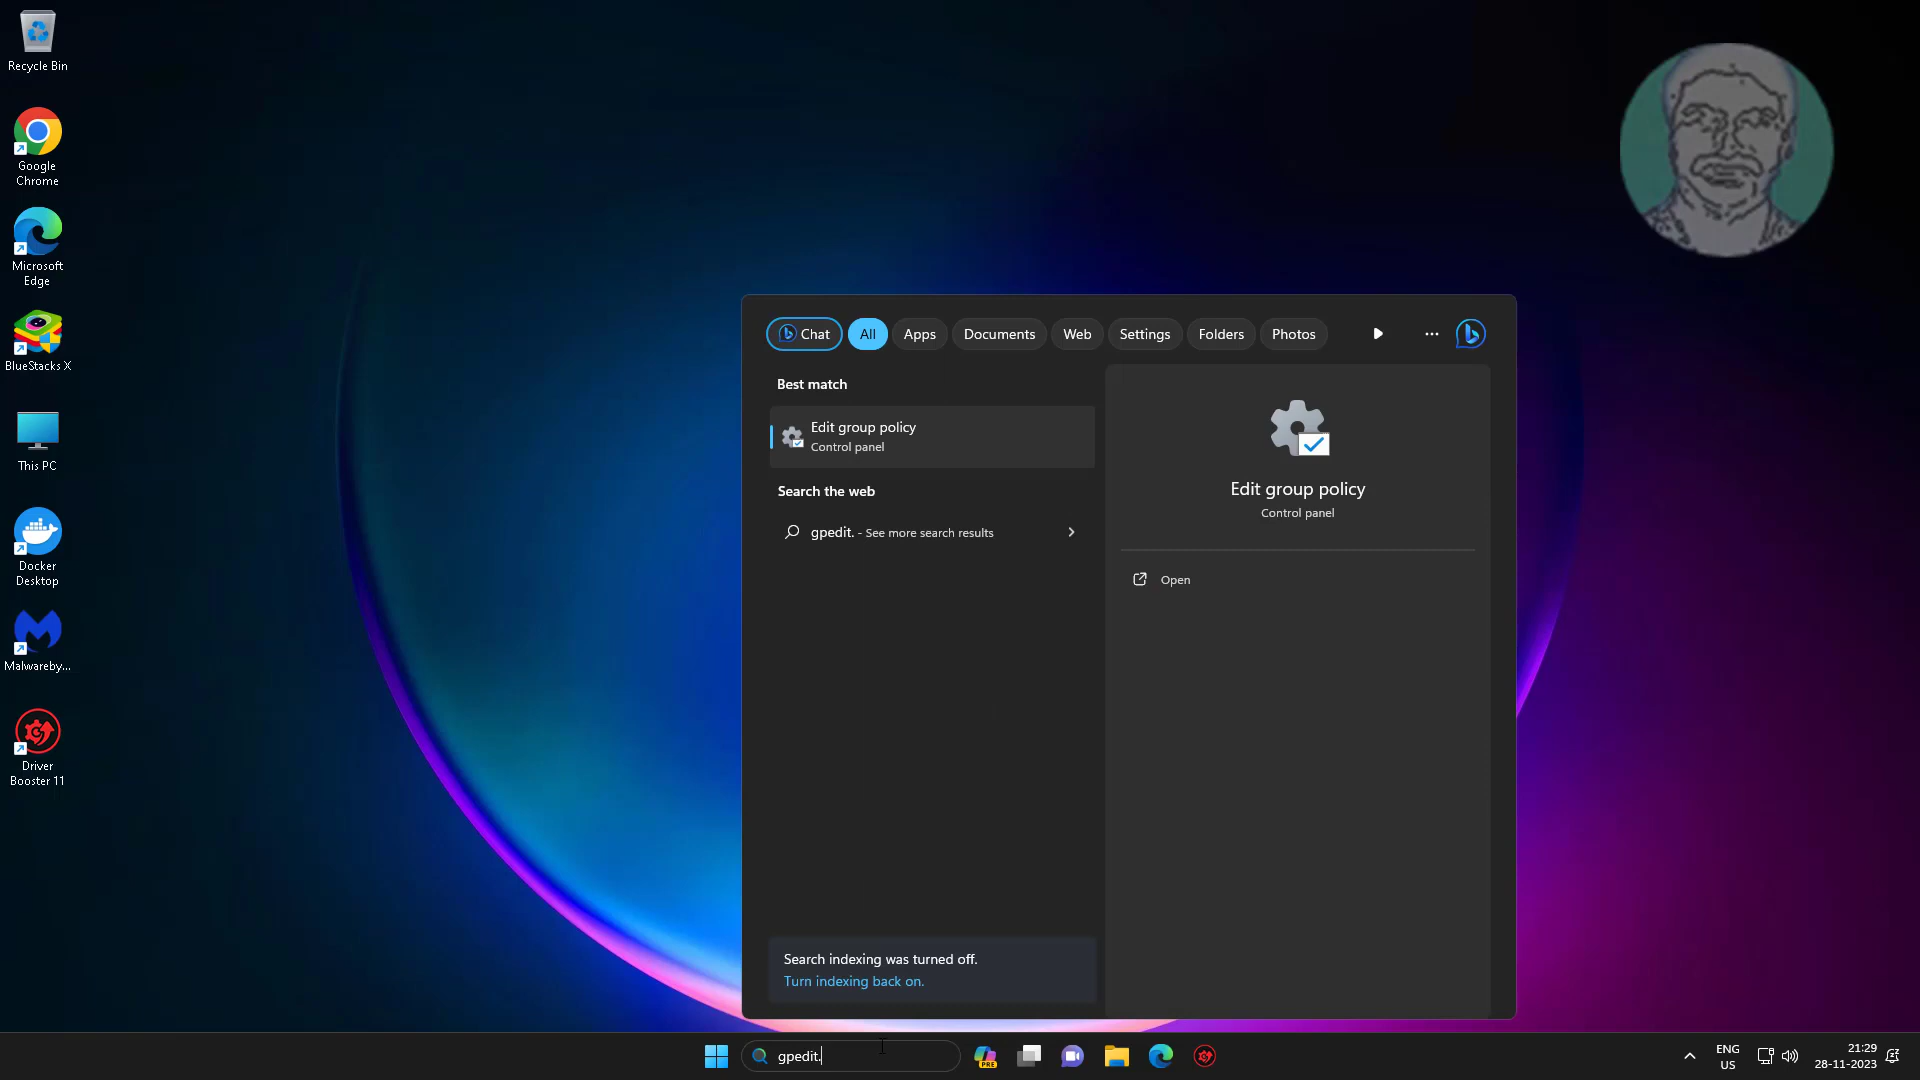 Recycle Bin
Google
Chrome
Microsoft
Edge
BlueStacks X
This PC
Docker
Desktop
Malwareby...
Driver
Booster 11
Chat
All
Apps
Documents
Web
Settings
Folders
Photos
Best match
Edit group policy
Control panel
Search the web
gpedit. - See more search results
Search indexing was turned off.
Turn indexing back on.
Edit group policy
Control panel
Open
gpedit.
PRE
ENG
US
21:29
28-11-2023